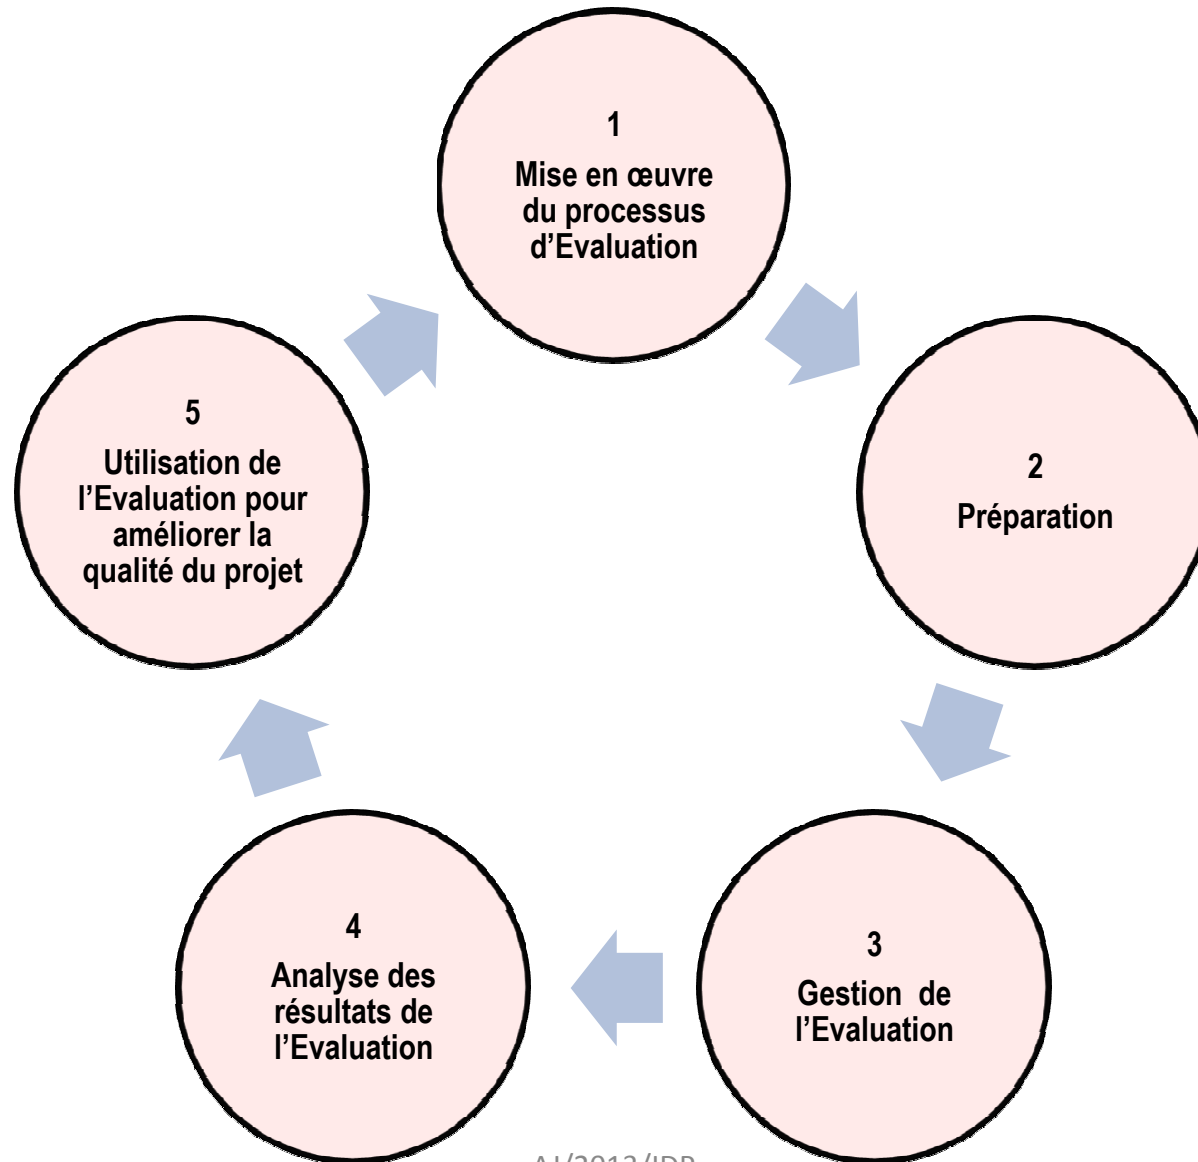 1
Mise en œuvre
du processus
d’Evaluation
2
Préparation
3
Gestion de
l’Evaluation
4
Analyse des
résultats de
l’Evaluation
5
Utilisation de
l’Evaluation pour
améliorer la
qualité du projet